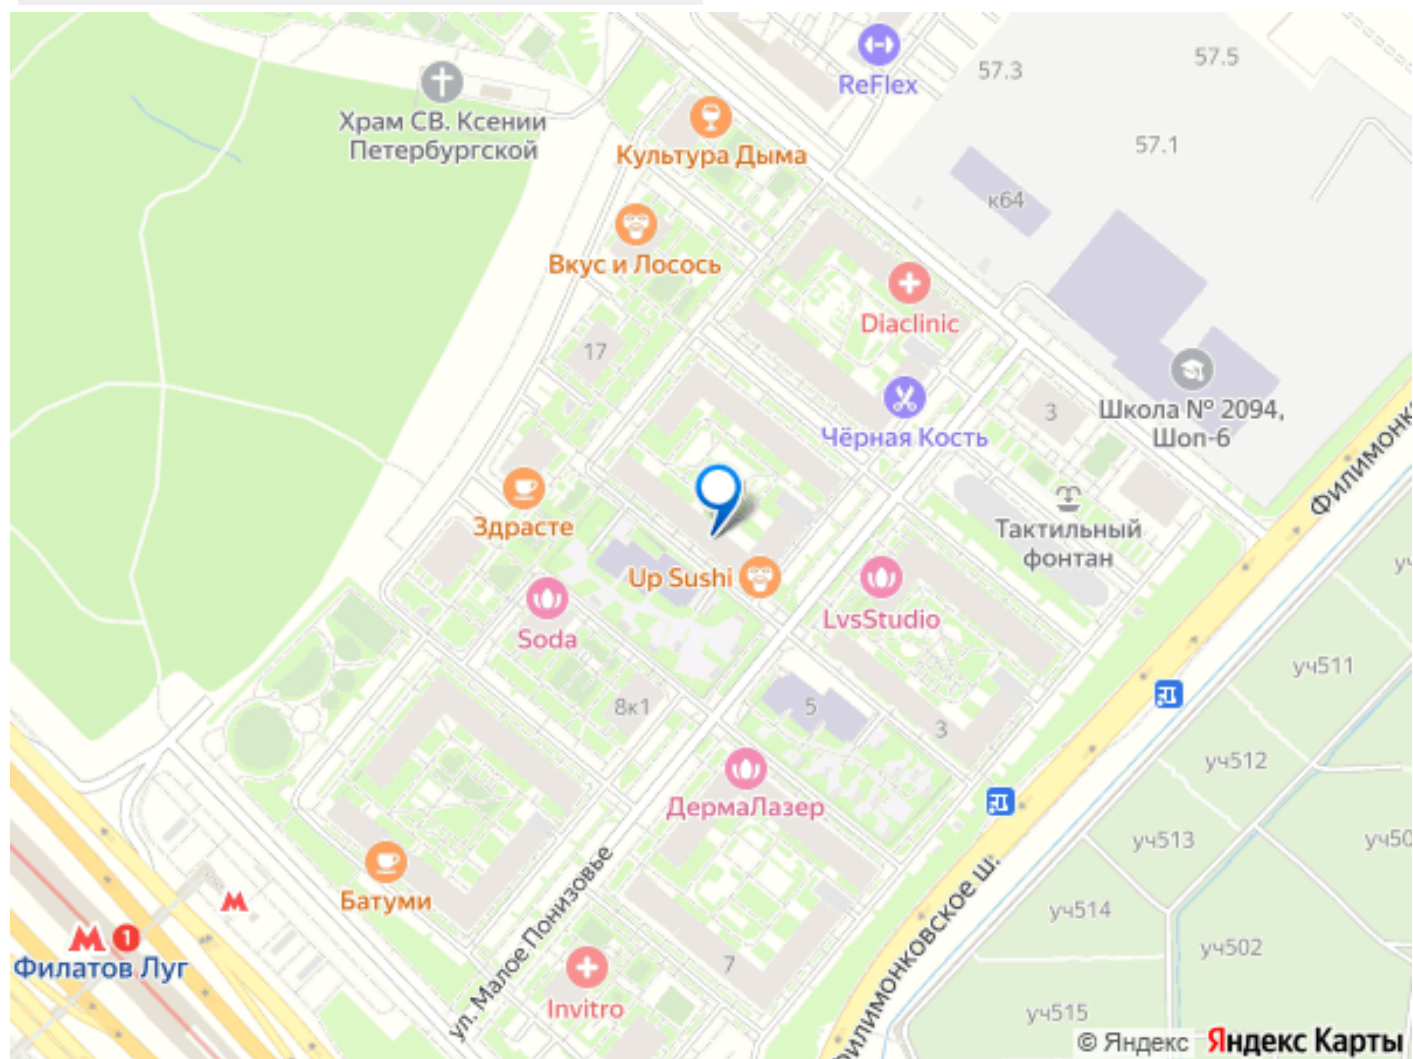 ReFlex
57.3
57.5
57.1
Храм СВ. Ксении
Петербургской
Культура Дыма
к64
Вкус и Лосось
Diaclinic
17
3
Школа № 2094,
Шоп-6
Чёрная Кость
Здрасте
Тактильный
фонтан
Up Sushi
LvsStudio
Soda
уч511
8к1
5
3
уч512
ДермаЛазер
уч513
Батуми
ул. Малое Понизовье
Филимонковское ш.
уч514
уч502
М 1
М
Филатов Луг
7
Invitro
уч515
© Яндекс Яндекс Карты